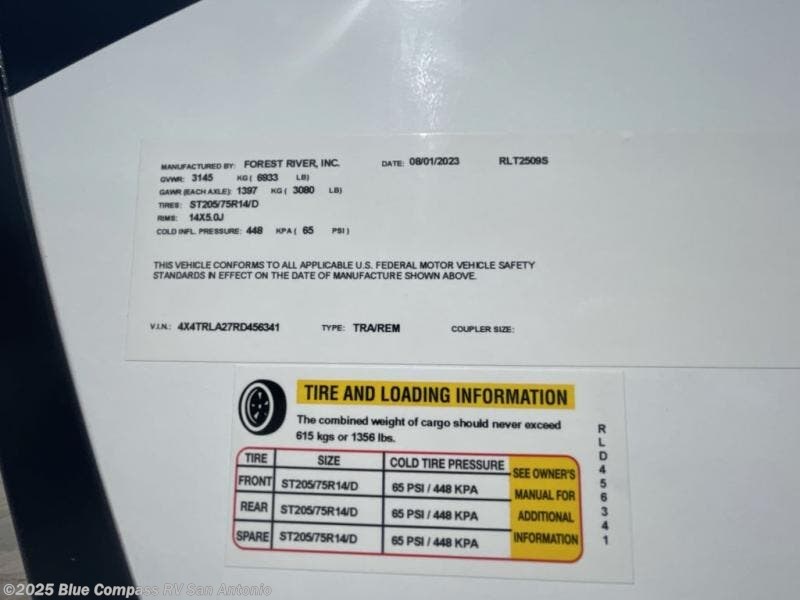 MANUFACTURED BY: FOREST RIVER, INC. DATE: 08/01/2023 RLT2509S
GVWR: 3145 KG ( 6933 LB)
GAWR (EACH AXLE): 1397 KG ( 3080 LB)
TIRES: ST205/75R14/D
RIMS: 14X5.0J
COLD INFL. PRESSURE: 448 KPA ( 65 PSI )
THIS VEHICLE CONFORMS TO ALL APPLICABLE U.S. FEDERAL MOTOR VEHICLE SAFETY
STANDARDS IN EFFECT ON THE DATE OF MANUFACTURE SHOWN ABOVE.
V.I.N.: 4X4TRLA27RD456341 TYPE: TRA/REM COUPLER SIZE:
TIRE AND LOADING INFORMATION
The combined weight of cargo should never exceed
615 kgs or 1356 lbs.
TIRE SIZE COLD TIRE PRESSURE
FRONT ST205/75R14/D 65 PSI / 448 KPA
REAR ST205/75R14/D 65 PSI / 448 KPA
SPARE ST205/75R14/D 65 PSI / 448 KPA
SEE OWNER'S
MANUAL FOR
ADDITIONAL
INFORMATION
RLD456341
©2025 Blue Compass RV San Antonio